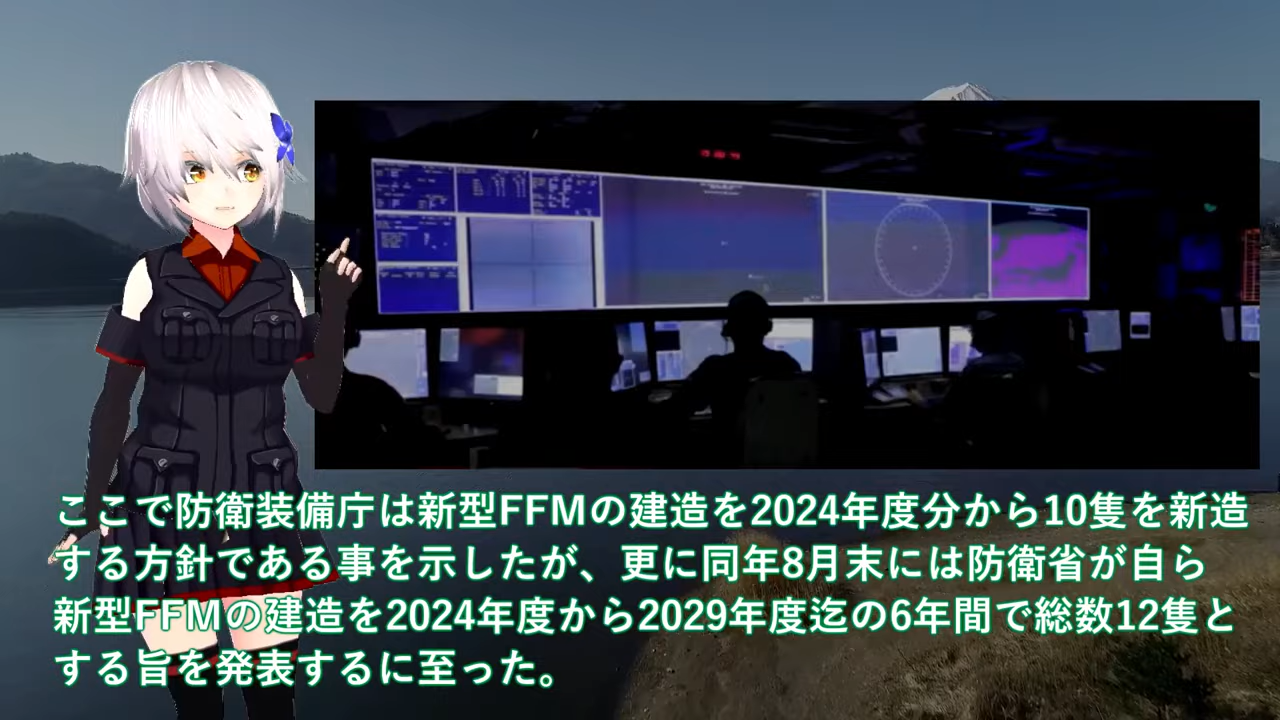 ここで防衛装備庁は新型FFMの建造を2024年度分から10隻を新造
する方針である事を示したが、更に同年8月末には防衛省が自ら
新型FFMの建造を2024年度から2029年度迄の6年間で総数12隻と
する旨を発表するに至った。